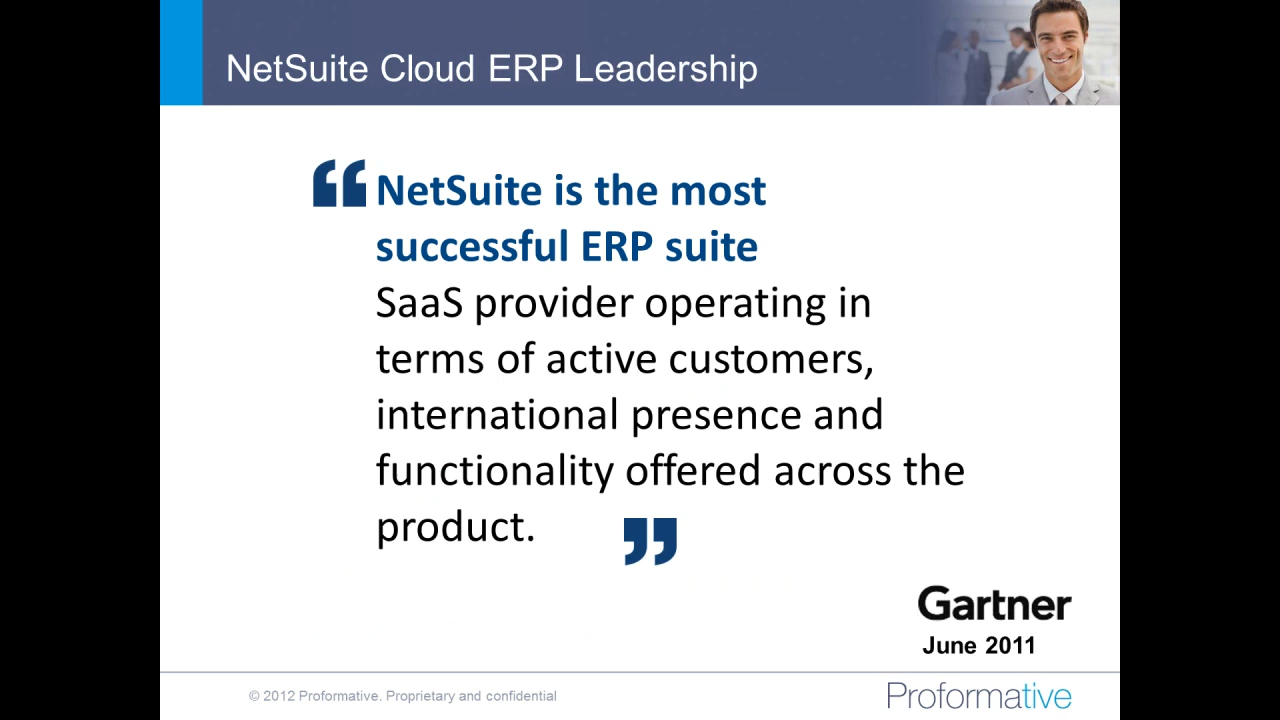 NetSuite Cloud ERP Leadership
“NetSuite is the most
successful ERP suite
SaaS provider operating in
terms of active customers,
international presence and
functionality offered across the
product. ”
Gartner
June 2011
© 2012 Proformative. Proprietary and confidential
Proformative